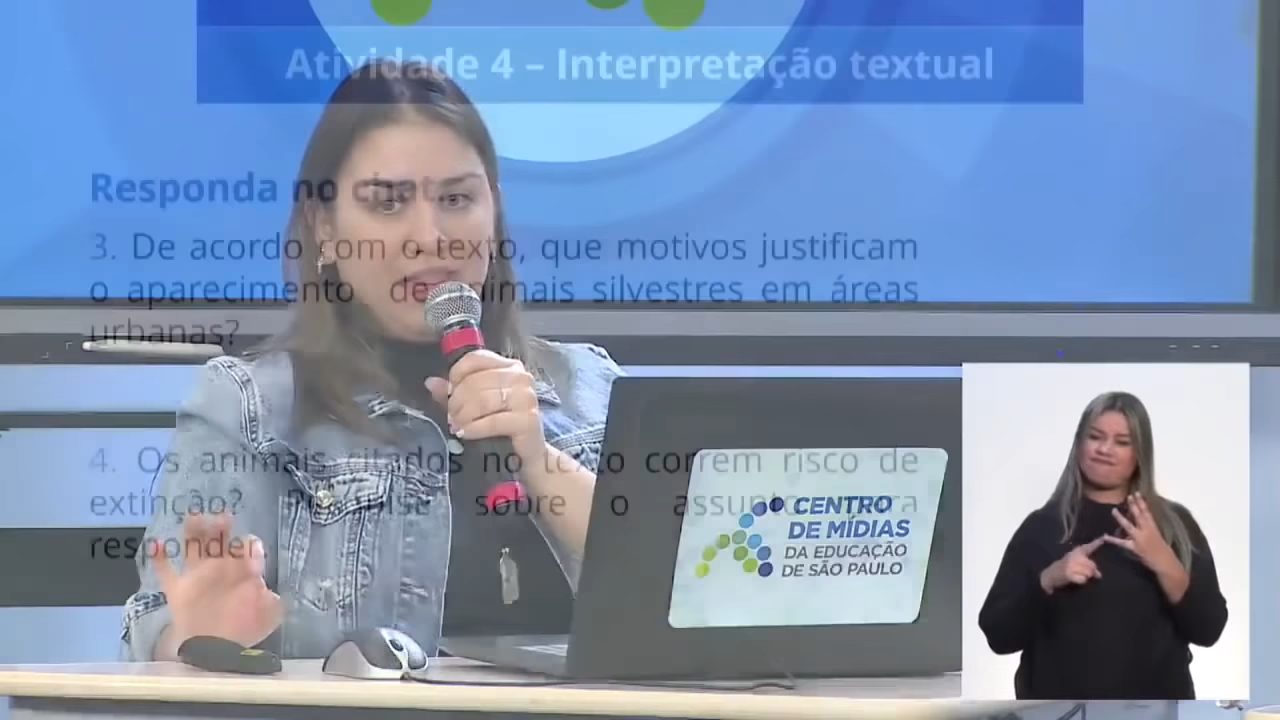 Atividade 4 – Interpretação textual
Responda no chat
3. De acordo com o texto, que motivos justificam
o aparecimento de animais silvestres em áreas
urbanas?
4. Os animais citados no texto correm risco de
extinção? Pesquise sobre o assunto para
responder.
CENTRO
DE MÍDIAS
DA EDUCAÇÃO
DE SÃO PAULO